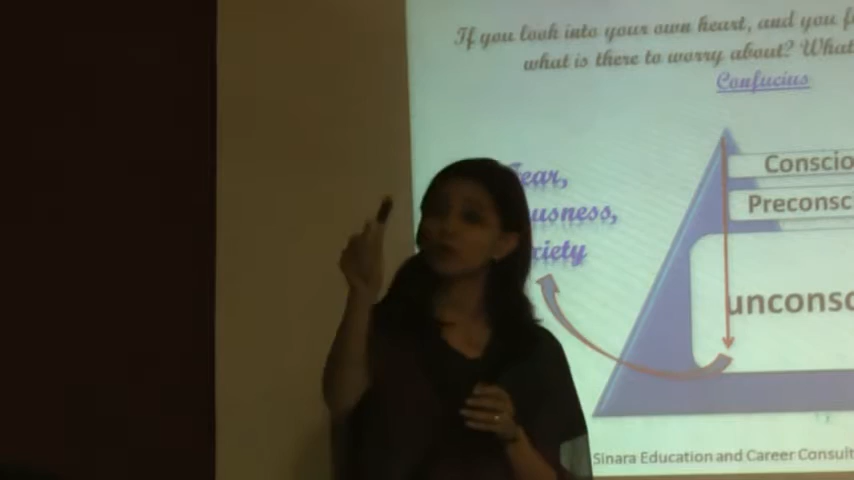 If you look into your own heart, and you
what is there to worry about? What
Confucius
Conscio
Fear,
Preconsc
usness,
xiety
unconsc
Sinara Education and Career Consult